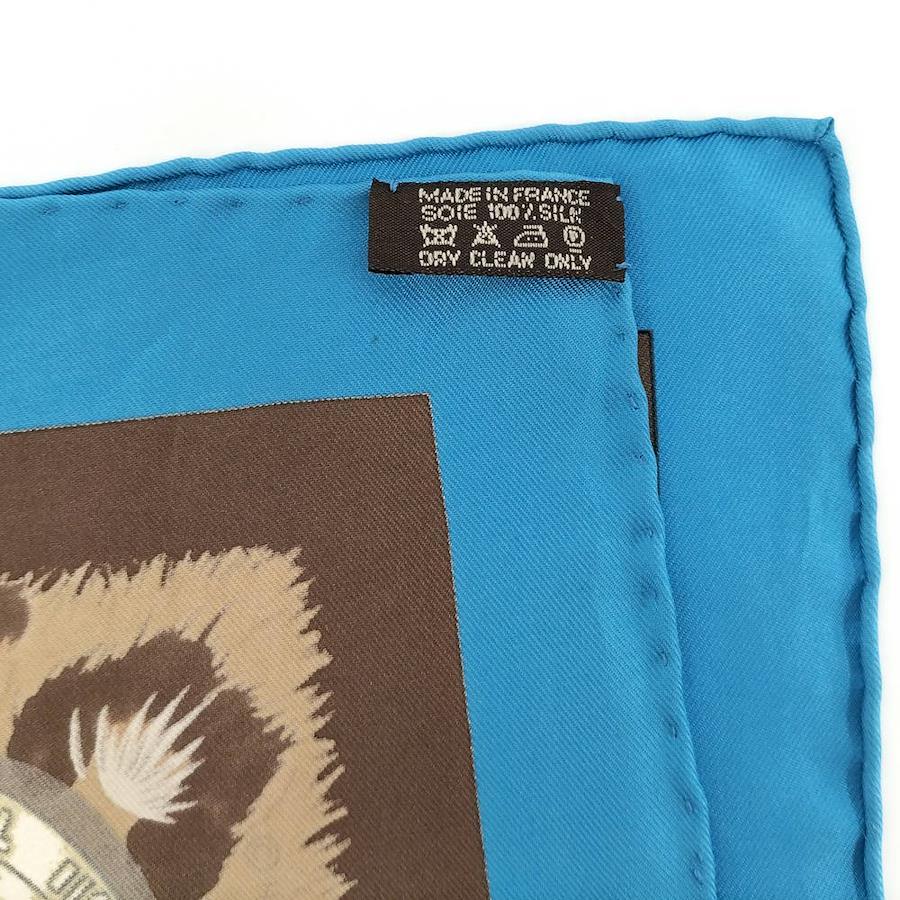 MADE IN FRANCE
SOIE 100% SILK
DRY CLEAN ONLY